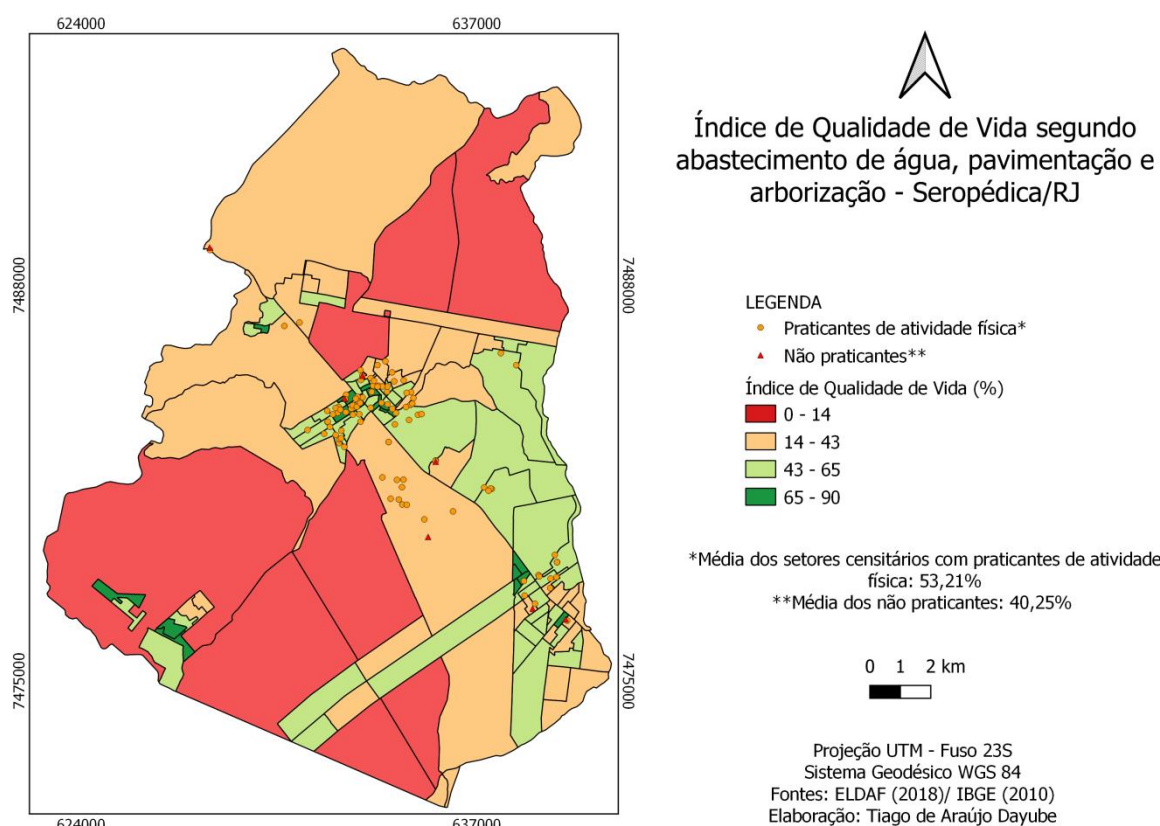 624000
637000
7488000
7475000
7488000
7475000
624000
637000
Índice de Qualidade de Vida segundo
abastecimento de água, pavimentação e
arborização - Seropédica/RJ
LEGENDA
Praticantes de atividade física*
Não praticantes**
Índice de Qualidade de Vida (%)
0 - 14
14 - 43
43 - 65
65 - 90
*Média dos setores censitários com praticantes de atividade
física: 53,21%
**Média dos não praticantes: 40,25%
0 1 2 km
Projeção UTM - Fuso 23S
Sistema Geodésico WGS 84
Fontes: ELDAF (2018)/ IBGE (2010)
Elaboração: Tiago de Araújo Dayube